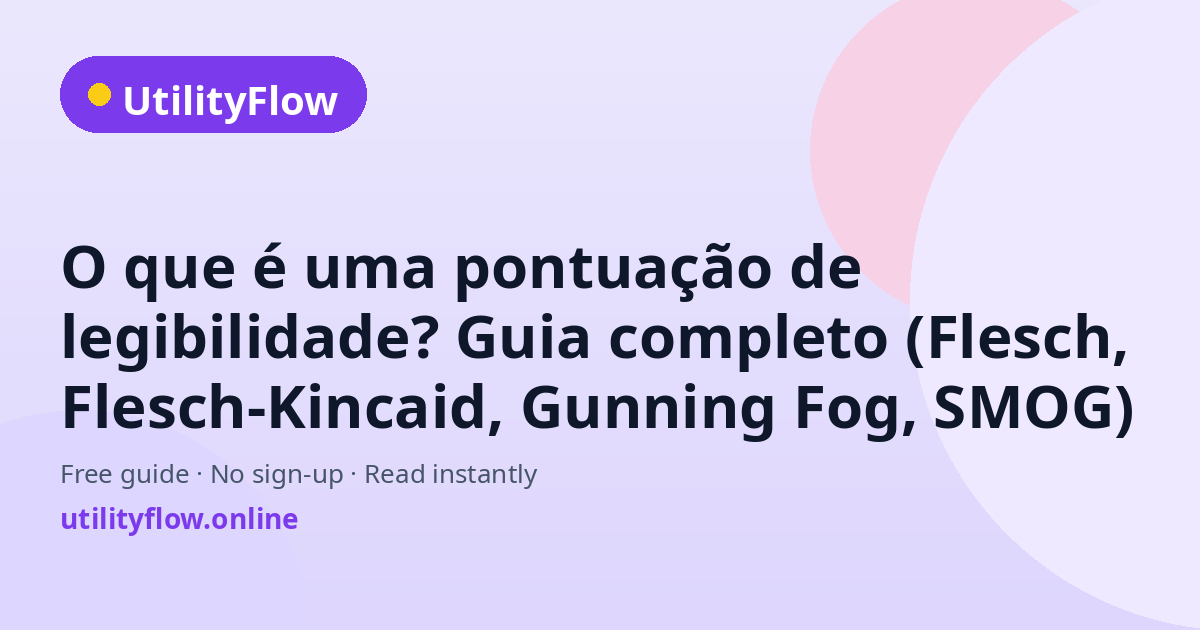 UtilityFlow
O que é uma pontuação de
legibilidade? Guia completo (Flesch,
Flesch-Kincaid, Gunning Fog, SMOG)
Free guide · No sign-up · Read instantly
utilityflow.online